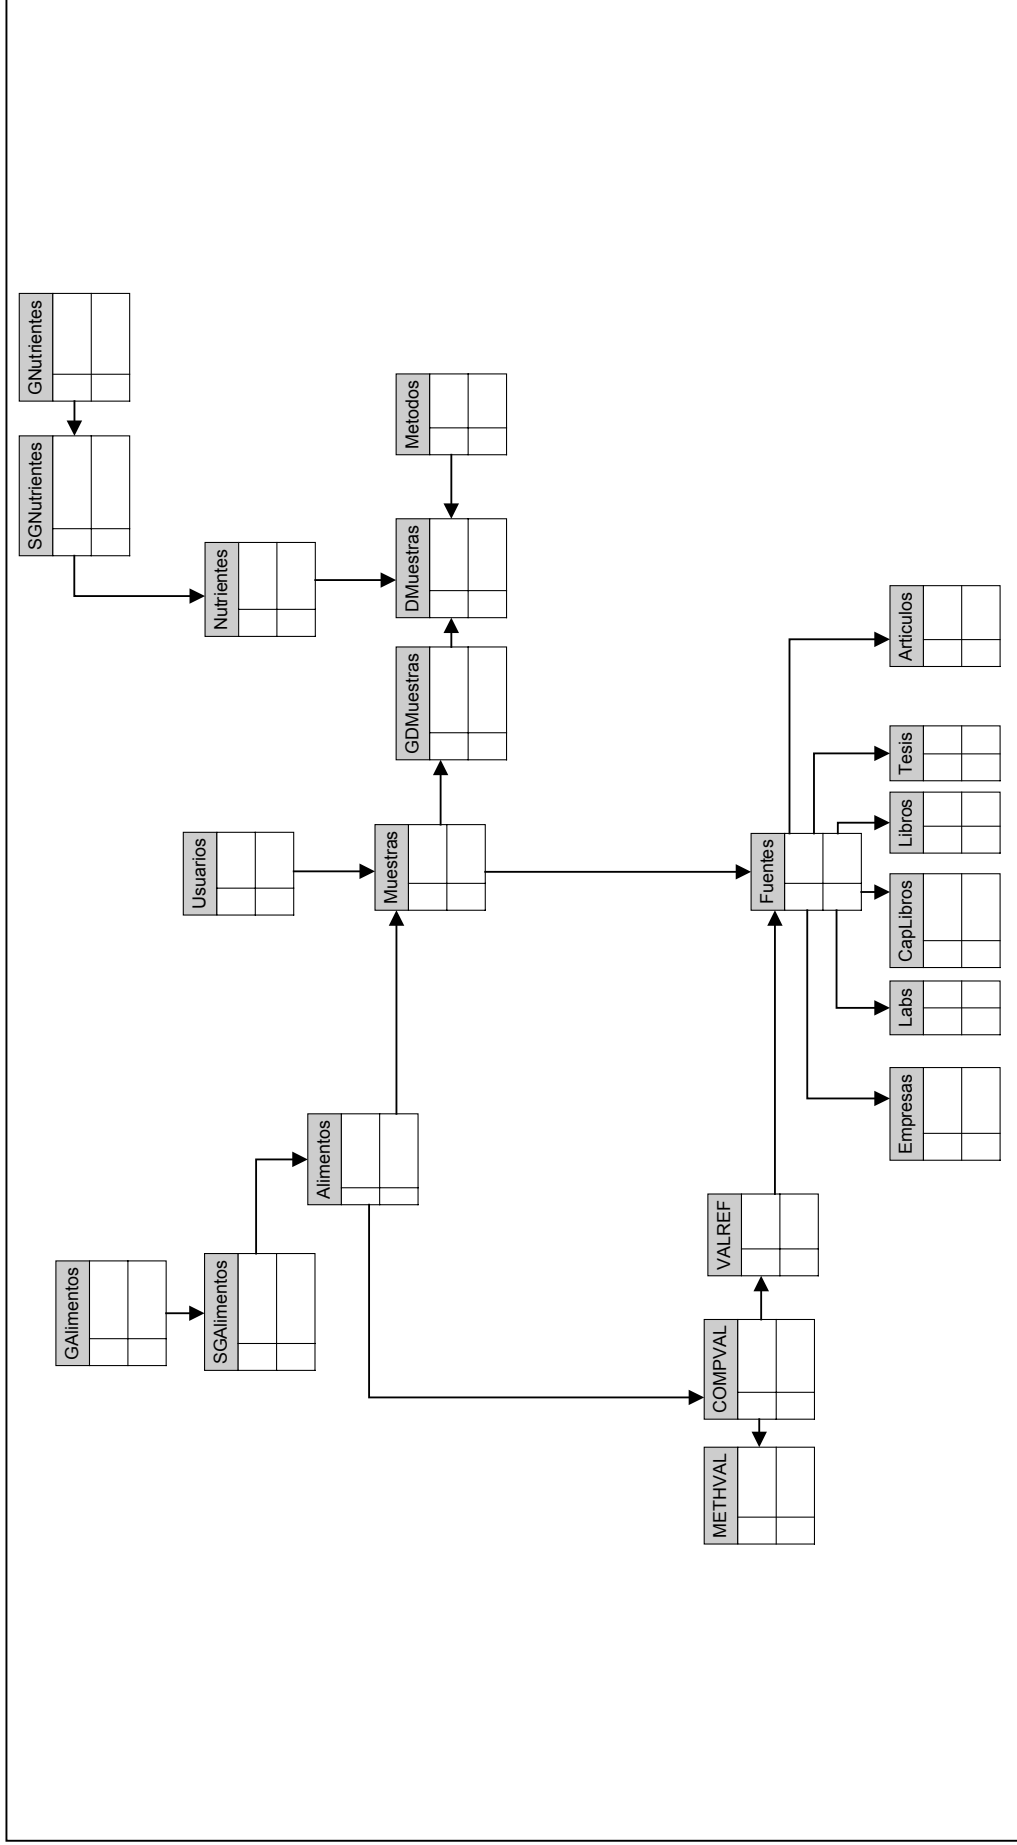 GNutrientes
SGNutrientes
GAlimentos
Usuarios
Nutrientes
SGAlimentos
Alimentos
Muestras
GDMuestras
DMuestras
Metodos
METHVAL
COMPVAL
VALREF
Fuentes
Empresas
Labs
CapLibros
Libros
Tesis
Articulos